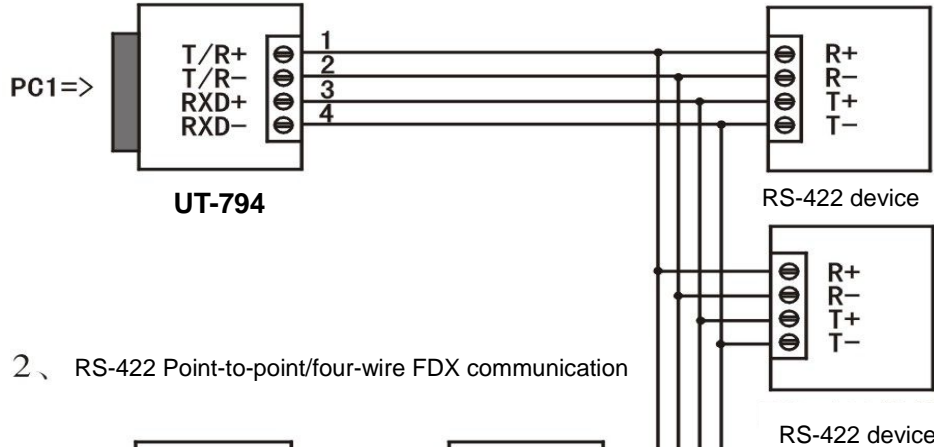 1
T/R+
2
T/R-
3
RXD+
4
RXD-
PC1=>
UT-794
R+
R-
T+
T-
RS-422 device
R+
R-
T+
T-
2、 RS-422 Point-to-point/four-wire FDX communication
RS-422 device